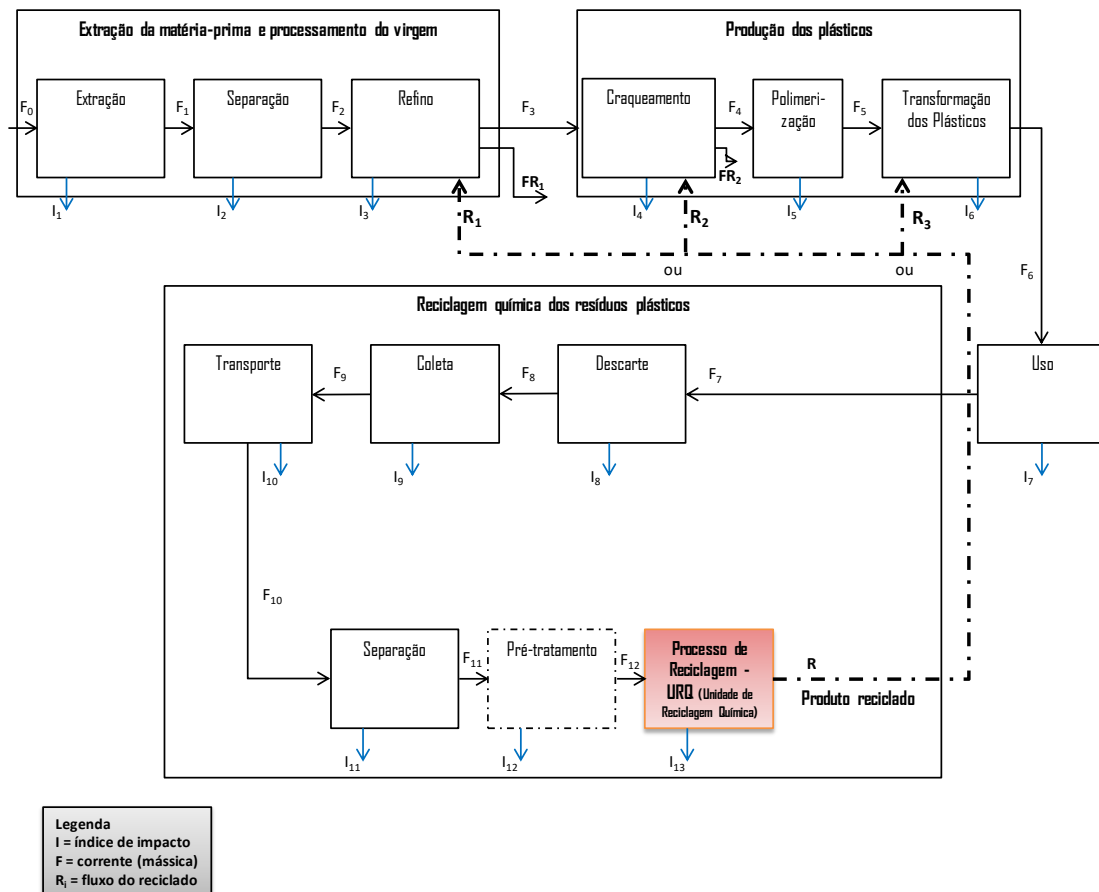 Extração da matéria-prima e processamento do virgem
Produção dos plásticos
F0
Extração
F1
Separação
F2
Refino
F3
Craqueamento
F4
Polimeri-
zação
F5
Transformação
dos Plásticos
FR1
FR2
I1
I2
I3
I4
I5
I6
R1
R2
R3
ou
ou
F6
Reciclagem química dos resíduos plásticos
Transporte
F9
Coleta
F8
Descarte
F7
Uso
I10
I9
I8
I7
F10
Separação
F11
Pré-tratamento
F12
Processo de
Reciclagem -
URQ (Unidade de
Reciclagem Química)
R
Produto reciclado
I11
I12
I13
Legenda
I = índice de impacto
F = corrente (mássica)
Ri = fluxo do reciclado